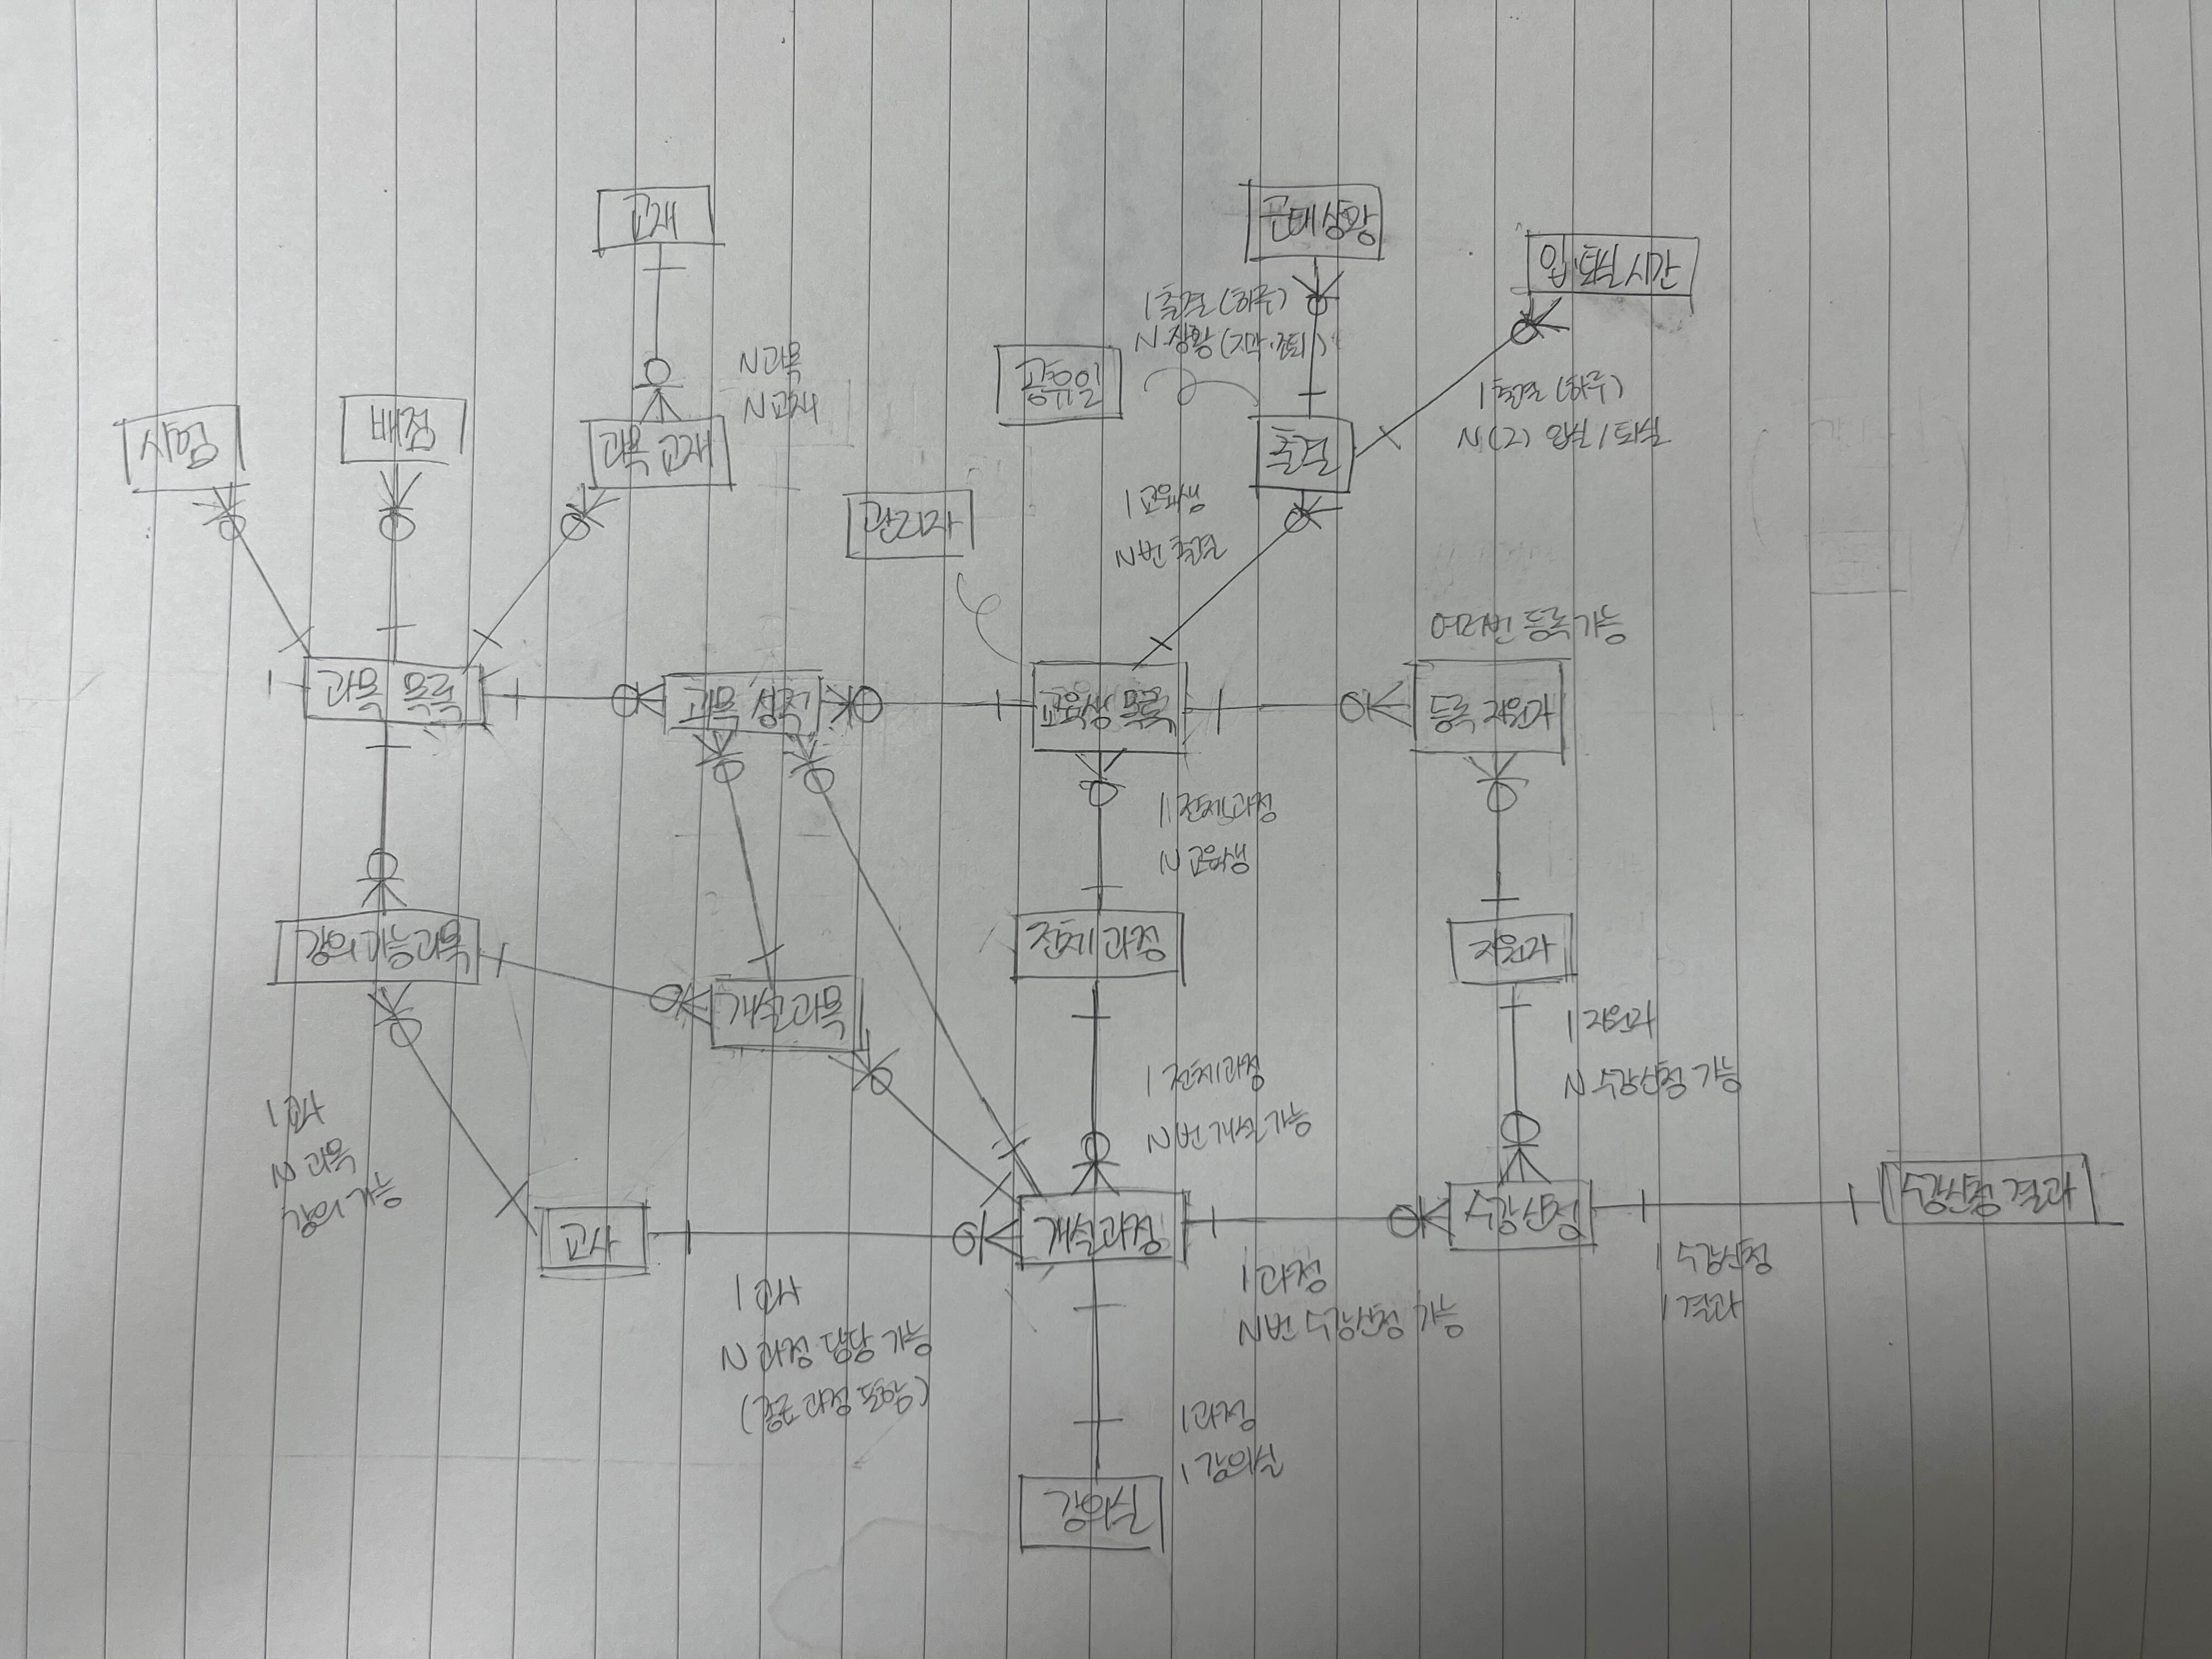 교재
근태상황
입·퇴실 시간
1 출결 (하루)
N 상황 (지각·조퇴)
공휴일
N 과목
N 교재
1 출결 (하루)
N (2) 입실 / 퇴실
시험
배점
과목 교재
출결
관리자
1 교육생
N번 출결
여러번 등록 가능
1
과목 목록
과목 성적
교육생 목록
등록 지원자
1 전체 과정
N 교육생
강의 가능 과목
전체 과정
지원자
개설 과목
1 지원자
N 수강신청 가능
1 전체 과정
N번 개설 가능
1 교사
N 과목
강의 가능
교사
개설 과정
수강 신청
수강신청 결과
1 교사
N 과정 담당 가능
(종료 과정 포함)
1 과정
N번 수강신청 가능
1 수강신청
1 결과
1 과정
1 강의실
강의실